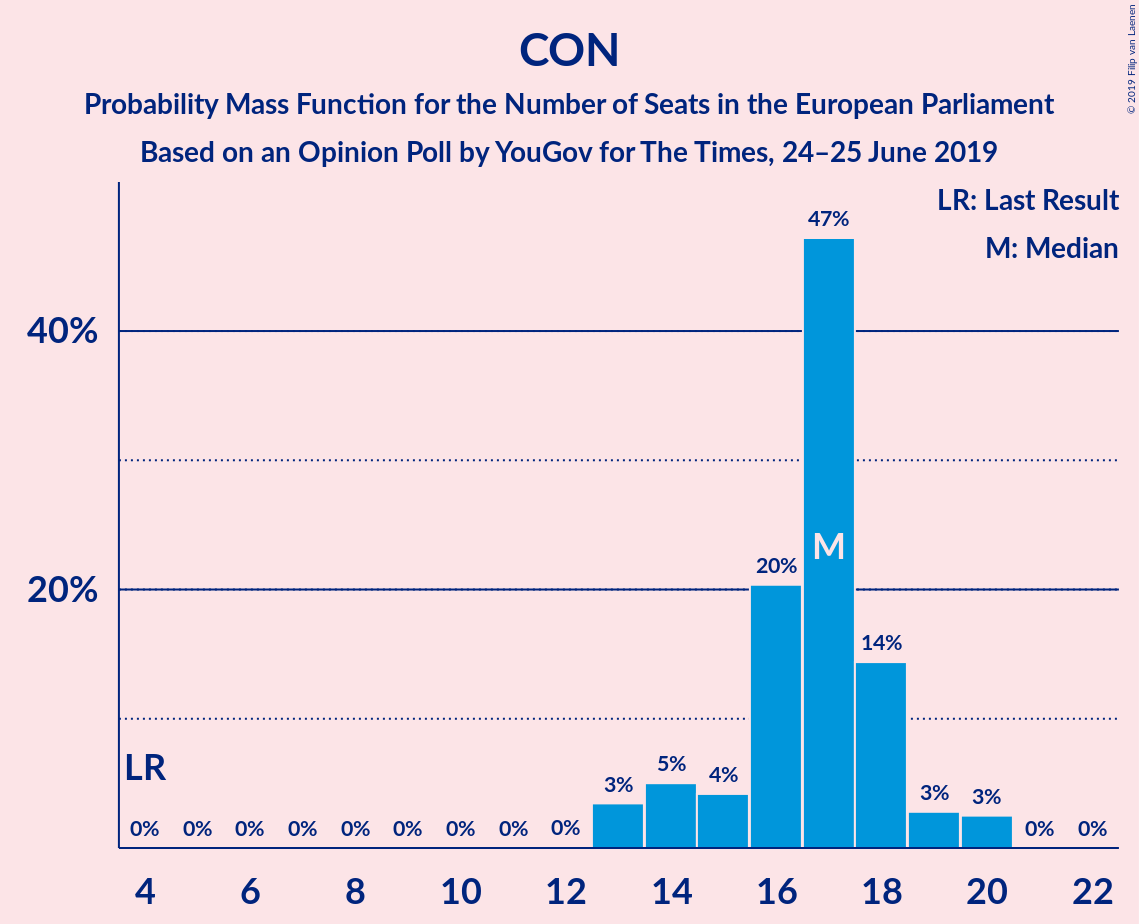 CON
Probability Mass Function for the Number of Seats in the European Parliament
Based on an Opinion Poll by YouGov for The Times, 24–25 June 2019
© 2019 Filip van Laenen
LR: Last Result
M: Median
47%
40%
M
20%
20%
14%
LR
5%
4%
3%
3%
3%
0% 0% 0% 0% 0% 0% 0% 0% 0% 0% 0%
4 6 8 10 12 14 16 18 20 22